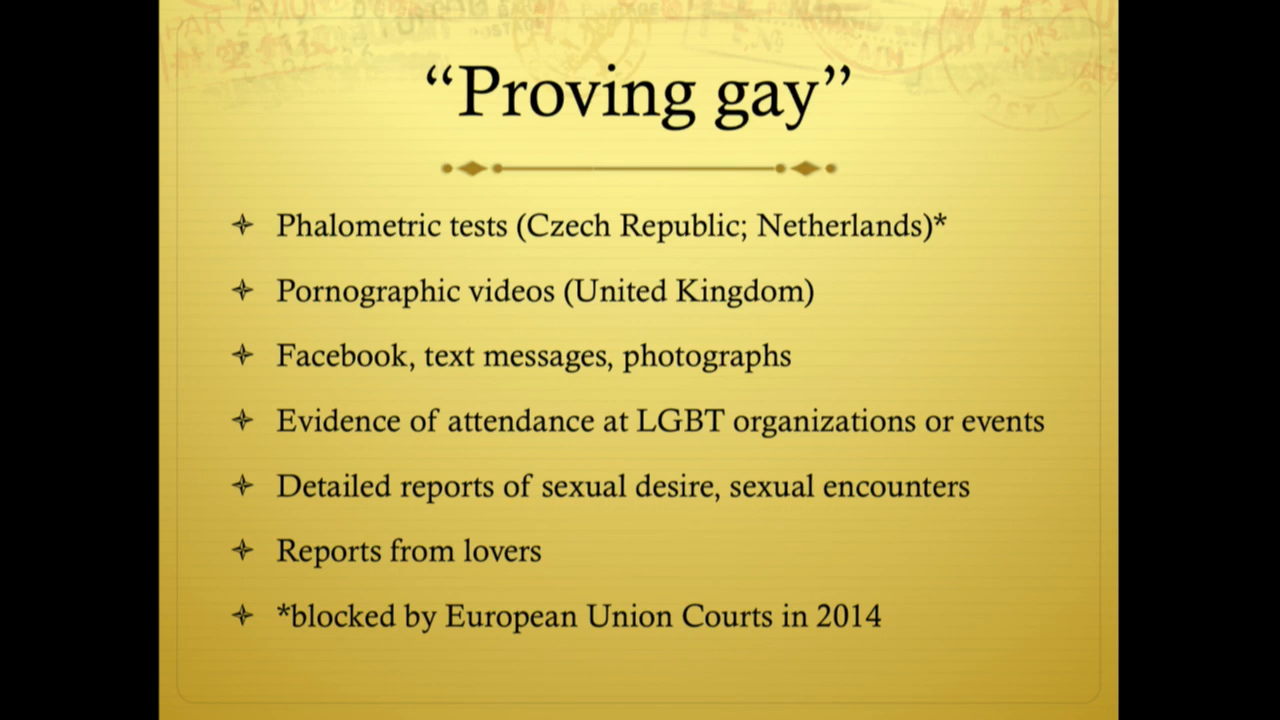 “Proving gay”
Phalometric tests (Czech Republic; Netherlands)*
Pornographic videos (United Kingdom)
Facebook, text messages, photographs
Evidence of attendance at LGBT organizations or events
Detailed reports of sexual desire, sexual encounters
Reports from lovers
*blocked by European Union Courts in 2014